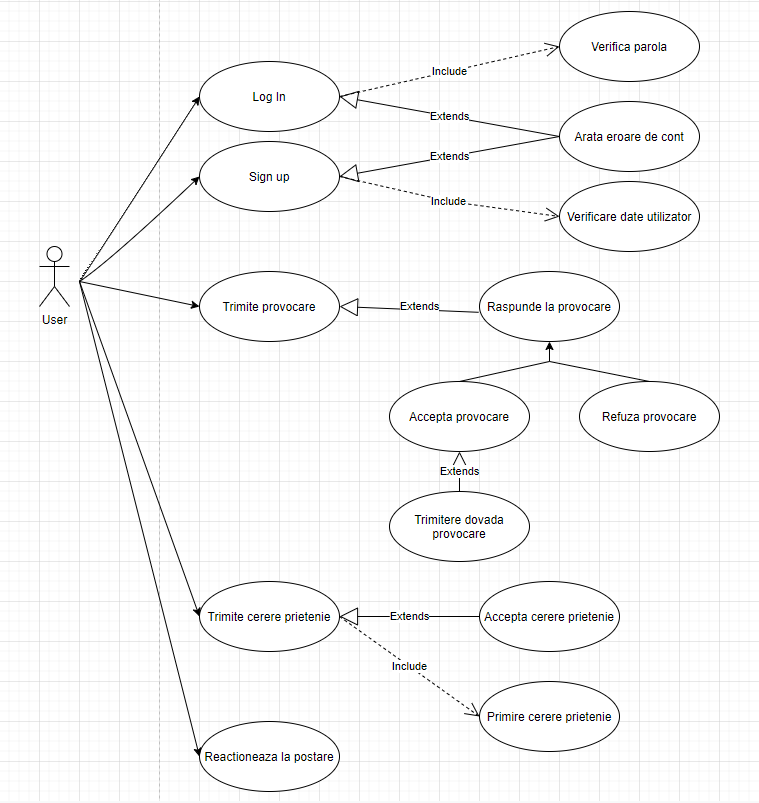 Verifica parola
Include
Log In
Extends
Arata eroare de cont
Extends
Sign up
Include
Verificare date utilizator
User
Trimite provocare
Extends
Raspunde la provocare
Accepta provocare
Refuza provocare
Extends
Trimitere dovada
provocare
Trimite cerere prietenie
Extends
Accepta cerere prietenie
Include
Primire cerere prietenie
Reactioneaza la postare